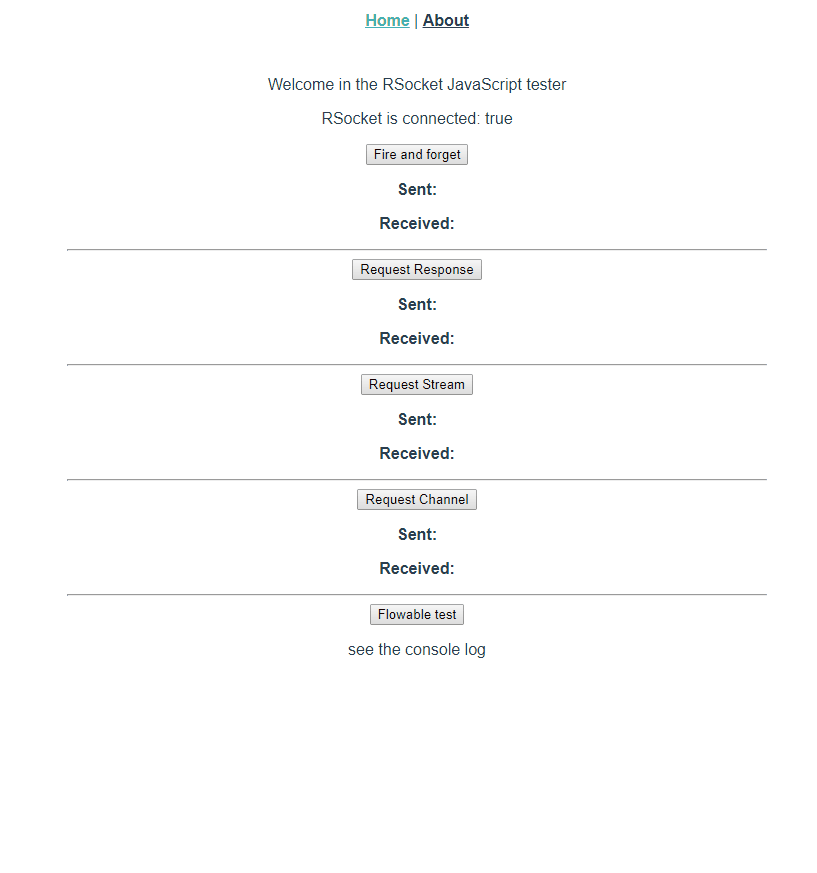 Home | About
Welcome in the RSocket JavaScript tester
RSocket is connected: true
Fire and forget
Sent:
Received:
Request Response
Sent:
Received:
Request Stream
Sent:
Received:
Request Channel
Sent:
Received:
Flowable test
see the console log